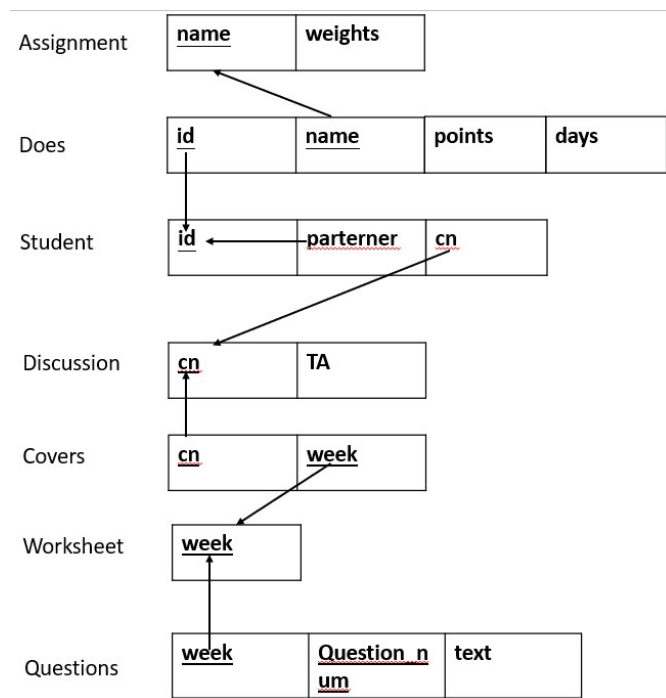 Assignment name weights
Does id name points days
Student id parterner cn
Discussion cn TA
Covers cn week
Worksheet week
Questions week Question_n text
um